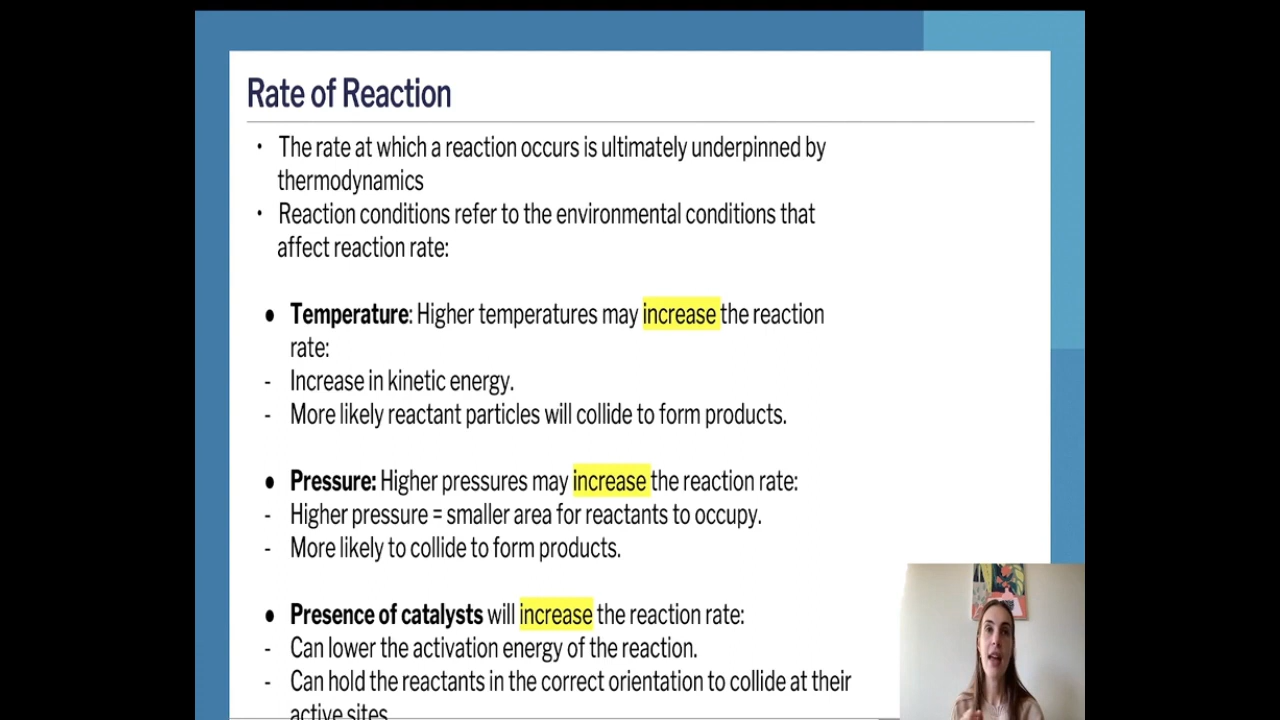 Rate of Reaction
• The rate at which a reaction occurs is ultimately underpinned by
thermodynamics
• Reaction conditions refer to the environmental conditions that
affect reaction rate:
● Temperature: Higher temperatures may increase the reaction
rate:
- Increase in kinetic energy.
- More likely reactant particles will collide to form products.
● Pressure: Higher pressures may increase the reaction rate:
- Higher pressure = smaller area for reactants to occupy.
- More likely to collide to form products.
● Presence of catalysts will increase the reaction rate:
- Can lower the activation energy of the reaction.
- Can hold the reactants in the correct orientation to collide at their
active sites